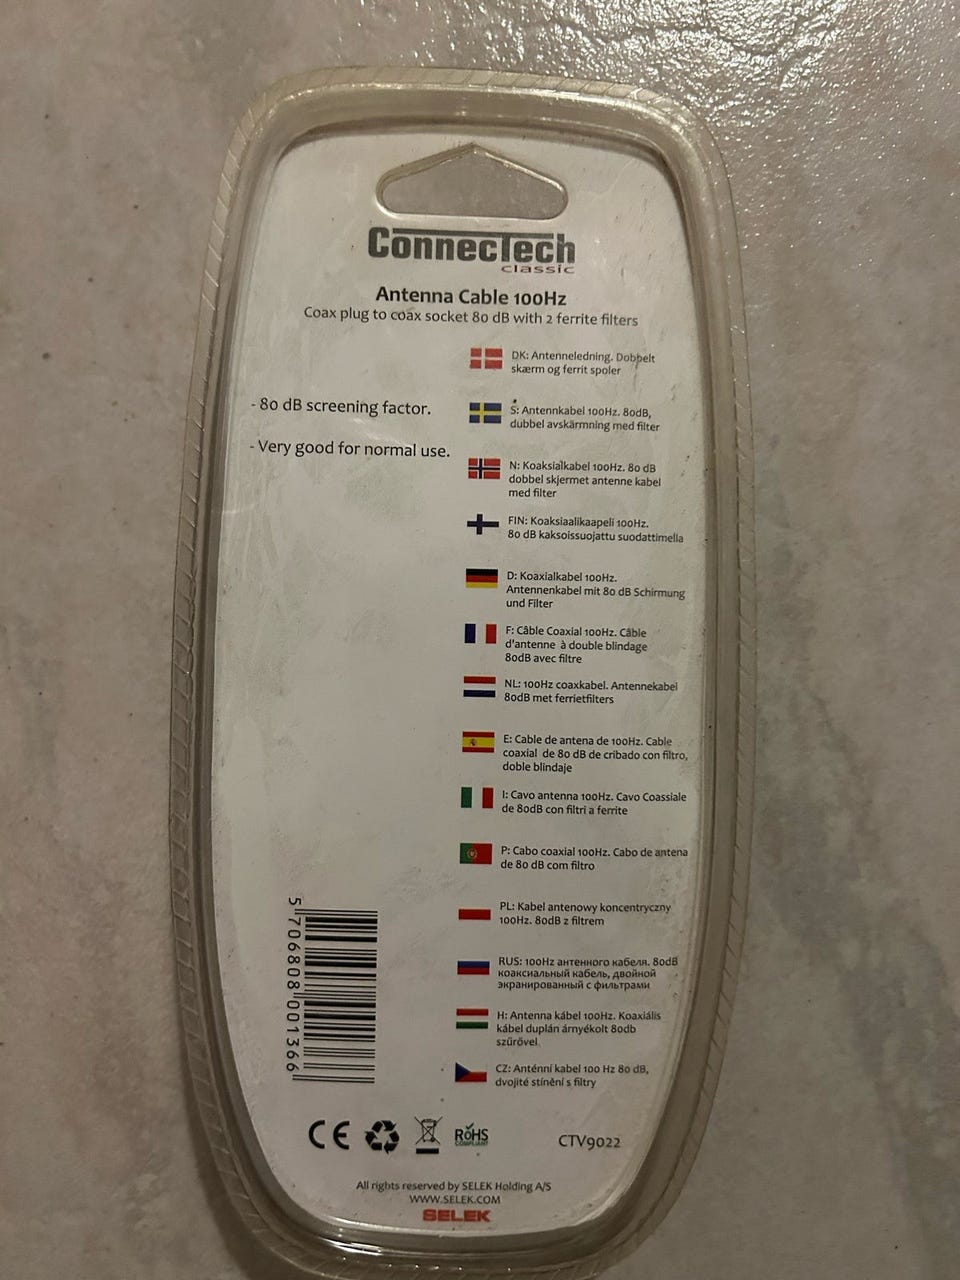 ConnecTech
classic
Antenna Cable 100Hz
Coax plug to coax socket 80 dB with 2 ferrite filters
- 80 dB screening factor.
- Very good for normal use.
DK: Antenneledning. Dobbelt
skærm og ferrit spoler
S: Antennkabel 100Hz. 80dB,
dubbel avskärmning med filter
N: Koaksialkabel 100Hz. 80 dB
dobbel skjermet antenne kabel
med filter
FIN: Koaksiaalikaapeli 100Hz.
80 dB kaksoissuojattu suodattimella
D: Koaxialkabel 100Hz.
Antennenkabel mit 80 dB Schirmung
und Filter
F: Câble Coaxial 100Hz. Câble
d'antenne à double blindage
80dB avec filtre
NL: 100Hz coaxkabel. Antennekabel
80dB met ferrietfilters
E: Cable de antena de 100Hz. Cable
coaxial de 80 dB de cribado con filtro,
doble blindaje
I: Cavo antenna 100Hz. Cavo Coassiale
de 80dB con filtri a ferrite
P: Cabo coaxial 100Hz. Cabo de antena
de 80 dB com filtro
PL: Kabel antenowy koncentryczny
100Hz. 80dB z filtrem
RUS: 100Hz антенного кабеля. 80dB
коаксиальный кабель, двойной
экранированный с фильтрами
H: Antenna kábel 100Hz. Koaxiális
kábel duplán árnyékolt 80db
szűrővel
CZ: Anténní kabel 100 Hz 80 dB,
dvojité stínění s filtry
5 706808 001366
CE
RoHS
COMPLIANT
CTV9022
All rights reserved by SELEK Holding A/S
WWW.SELEK.COM
SELEK